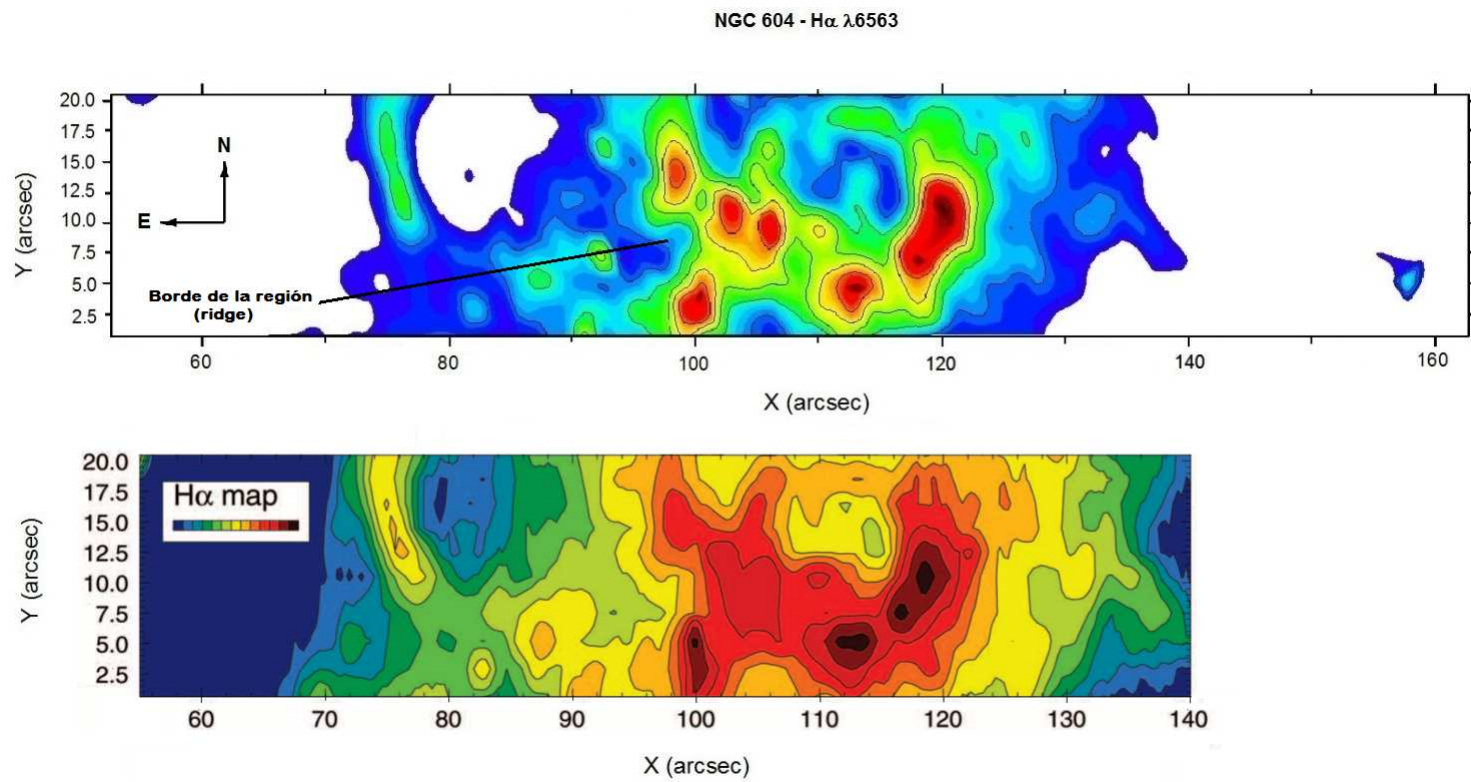 NGC 604 - Hα λ6563
20.0
17.5
15.0
12.5
10.0
7.5
5.0
2.5
Y (arcsec)
N
E
Borde de la región
(ridge)
60 80 100 120 140 160
X (arcsec)
Hα map
20.0
17.5
15.0
12.5
10.0
7.5
5.0
2.5
Y (arcsec)
60 70 80 90 100 110 120 130 140
X (arcsec)